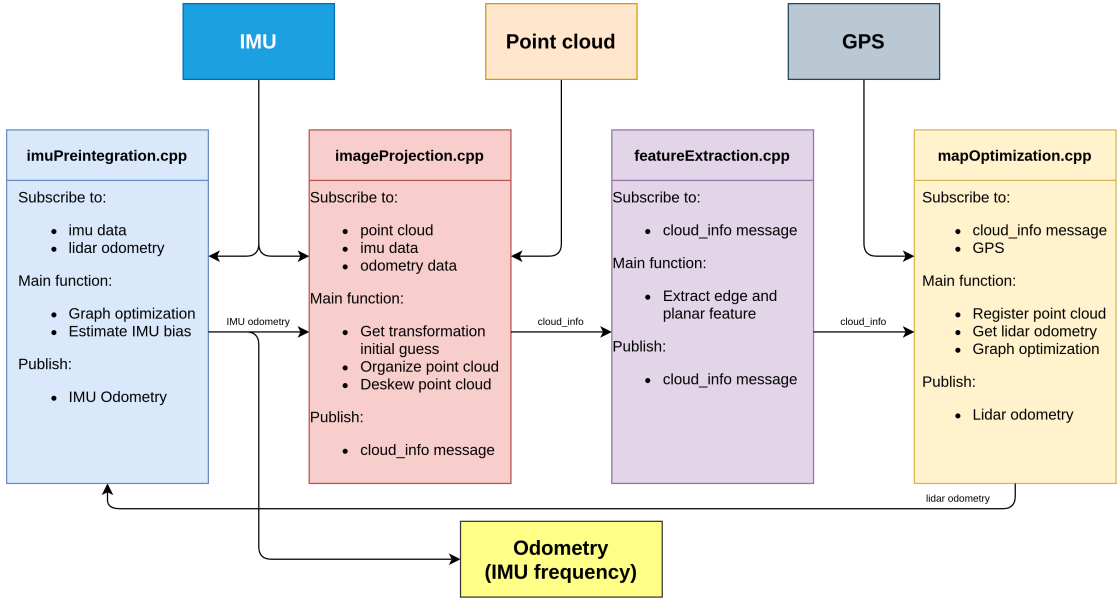 IMU
Point cloud
GPS
imuPreintegration.cpp
Subscribe to:
imu data
lidar odometry
Main function:
Graph optimization
Estimate IMU bias
Publish:
IMU Odometry
IMU odometry
imageProjection.cpp
Subscribe to:
point cloud
imu data
odometry data
Main function:
Get transformation
initial guess
Organize point cloud
Deskew point cloud
Publish:
cloud_info message
cloud_info
featureExtraction.cpp
Subscribe to:
cloud_info message
Main function:
Extract edge and
planar feature
Publish:
cloud_info message
cloud_info
mapOptimization.cpp
Subscribe to:
cloud_info message
GPS
Main function:
Register point cloud
Get lidar odometry
Graph optimization
Publish:
Lidar odometry
lidar odometry
Odometry
(IMU frequency)